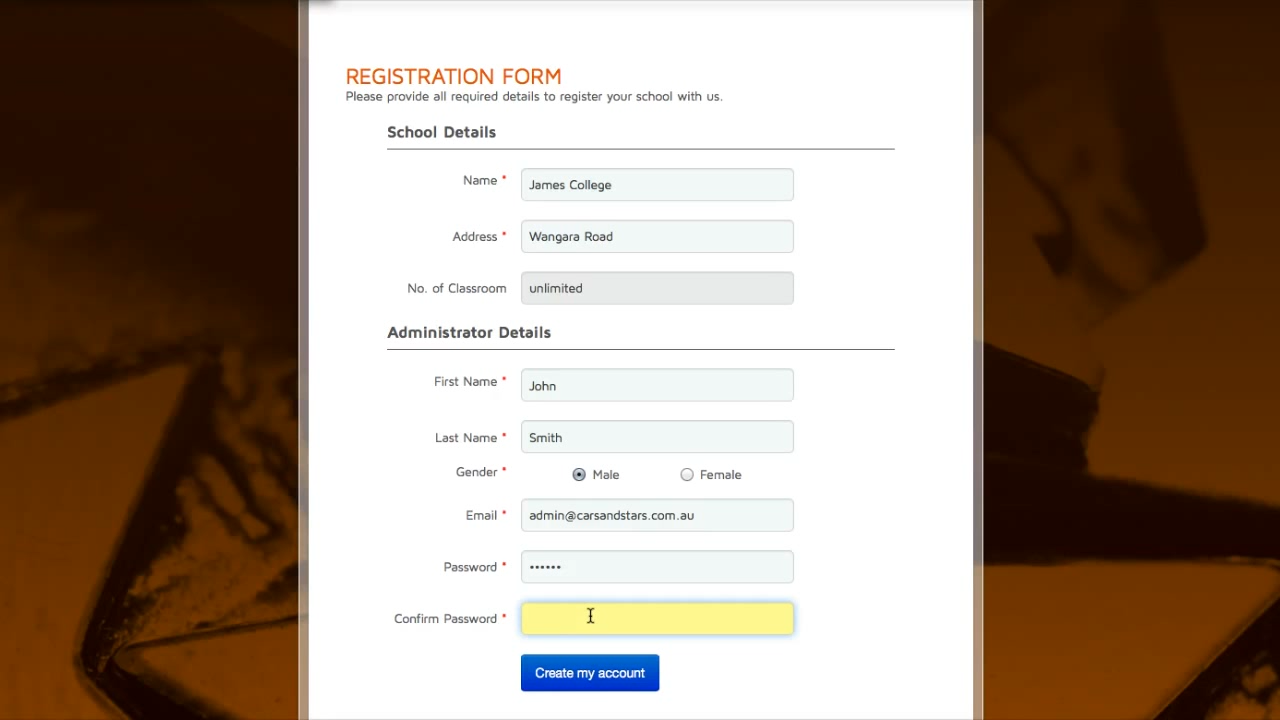 REGISTRATION FORM
Please provide all required details to register your school with us.
School Details
Name * James College
Address * Wangara Road
No. of Classroom unlimited
Administrator Details
First Name * John
Last Name * Smith
Gender * Male Female
Email * admin@carsandstars.com.au
Password * ••••••
Confirm Password *
Create my account